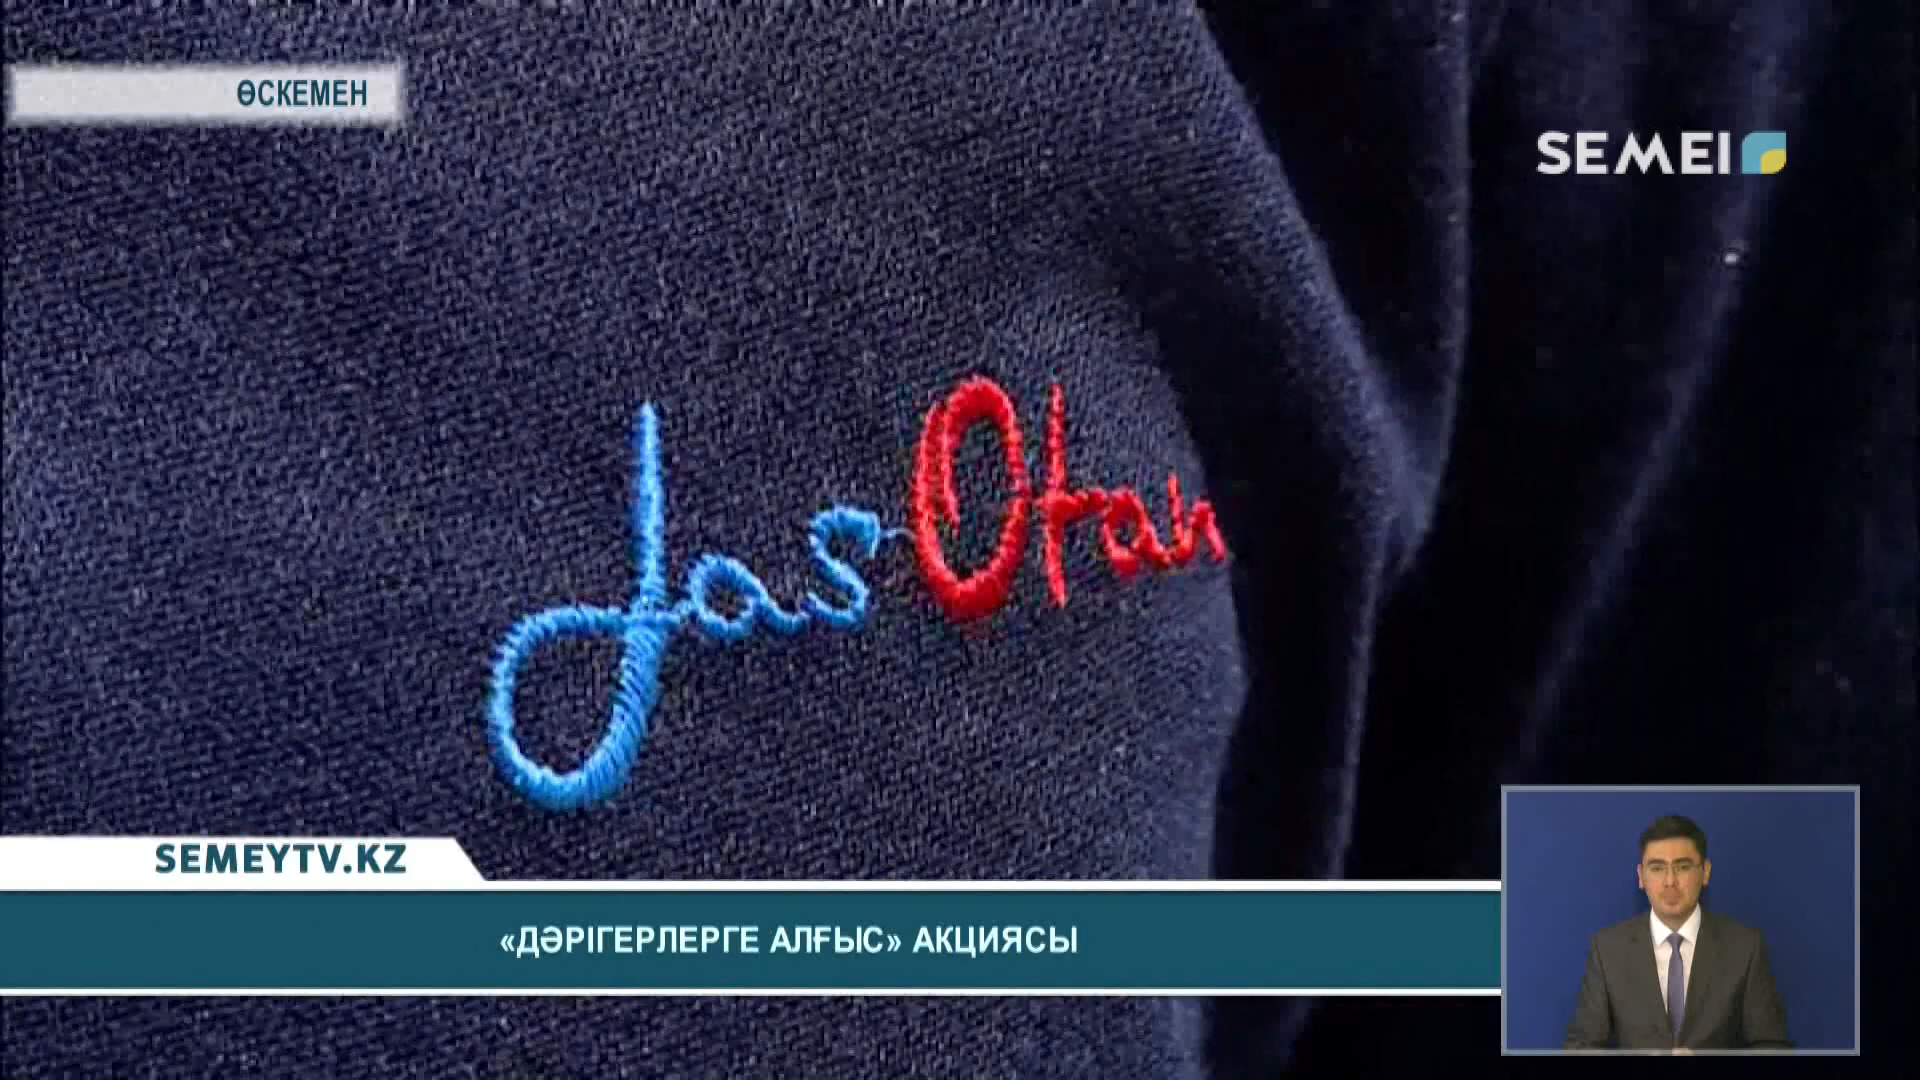 ӨСКЕМЕН
SEMEI
Jas Otan
SEMEYTV.KZ
«ДӘРІГЕРЛЕРГЕ АЛҒЫС» АКЦИЯСЫ